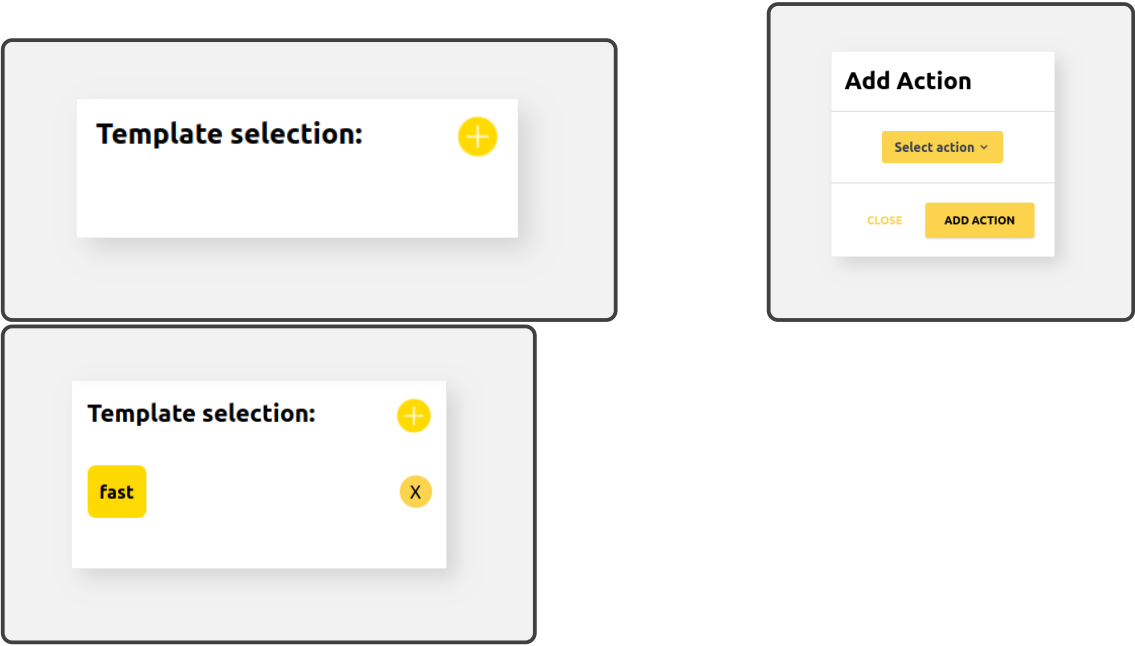 Template selection:
Add Action
Select action
CLOSE
ADD ACTION
Template selection:
fast
X